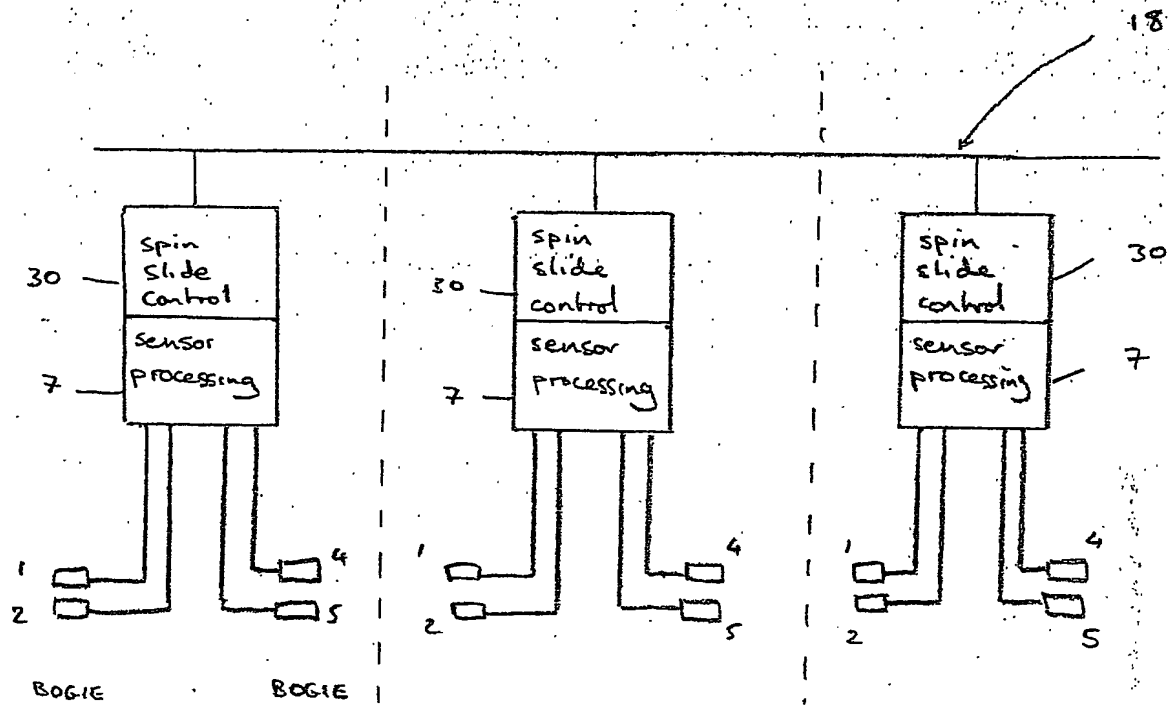 18
spin
slide
control
30
sensor
processing
7
spin
slide
control
30
sensor
processing
7
spin
slide
control
30
sensor
processing
7
1
2
4
5
1
2
4
5
1
2
4
5
BOGIE
BOGIE